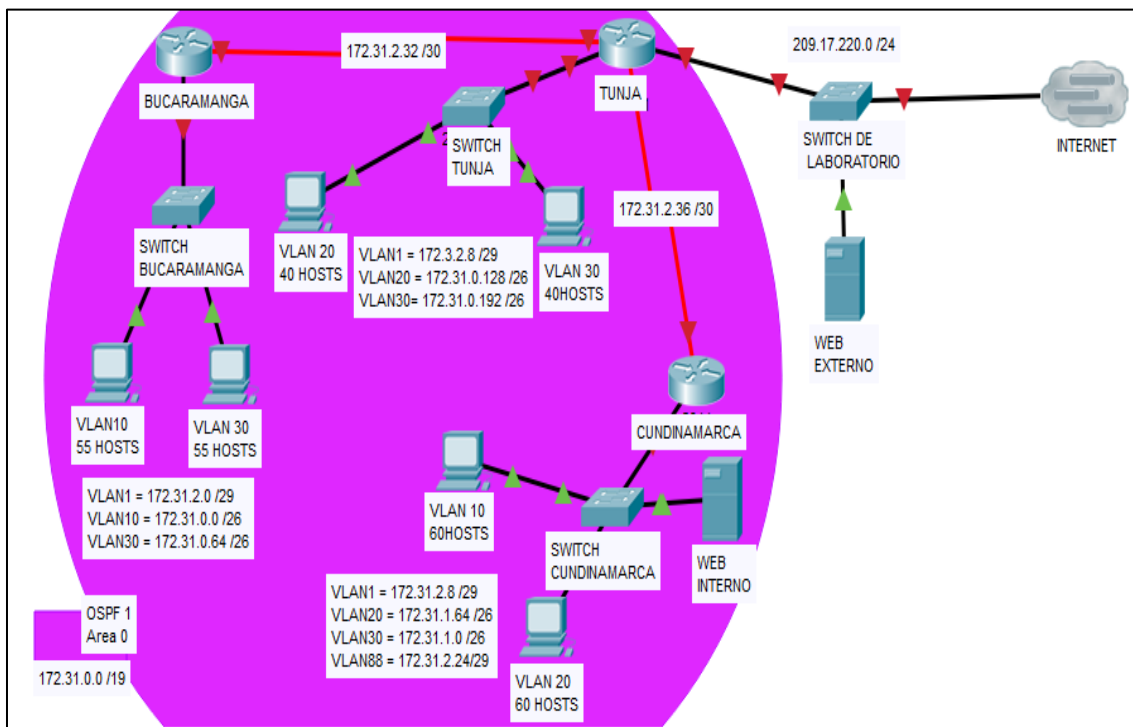 172.31.2.32 /30
209.17.220.0 /24
BUCARAMANGA
TUNJA
INTERNET
SWITCH
TUNJA
SWITCH DE
LABORATORIO
172.31.2.36 /30
SWITCH
BUCARAMANGA
VLAN 20
40 HOSTS
VLAN1 = 172.3.2.8 /29
VLAN20 = 172.31.0.128 /26
VLAN30= 172.31.0.192 /26
VLAN 30
40HOSTS
WEB
EXTERNO
VLAN10
55 HOSTS
VLAN 30
55 HOSTS
CUNDINAMARCA
VLAN1 = 172.31.2.0 /29
VLAN10 = 172.31.0.0 /26
VLAN30 = 172.31.0.64 /26
VLAN 10
60HOSTS
SWITCH
CUNDINAMARCA
WEB
INTERNO
VLAN1 = 172.31.2.8 /29
VLAN20 = 172.31.1.64 /26
VLAN30 = 172.31.1.0 /26
VLAN88 = 172.31.2.24/29
VLAN 20
60 HOSTS
OSPF 1
Area 0
172.31.0.0 /19